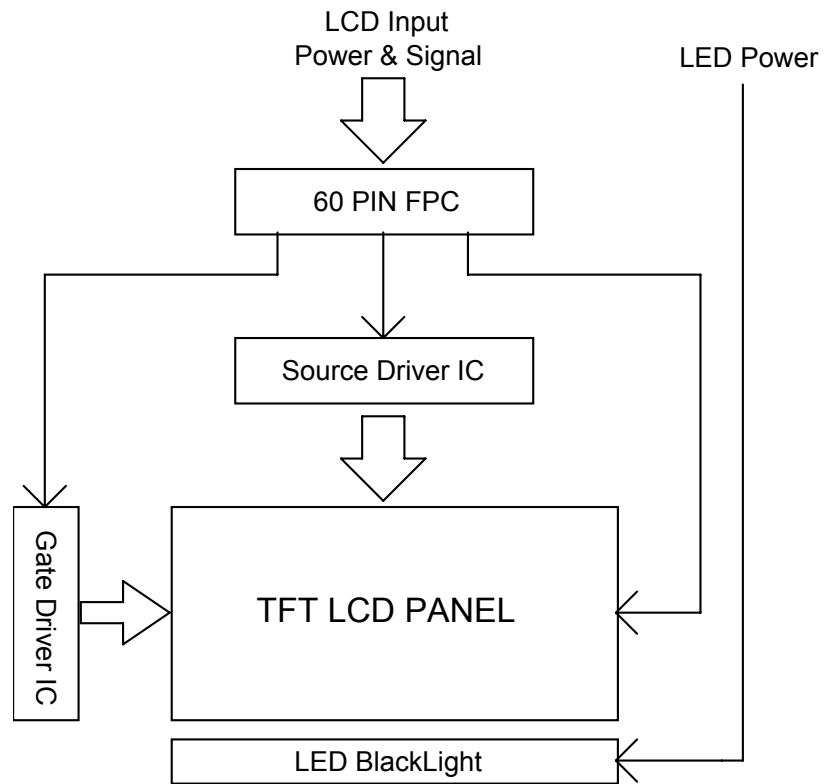 LCD Input
Power & Signal
LED Power
60 PIN FPC
Source Driver IC
Gate Driver IC
TFT LCD PANEL
LED BlackLight